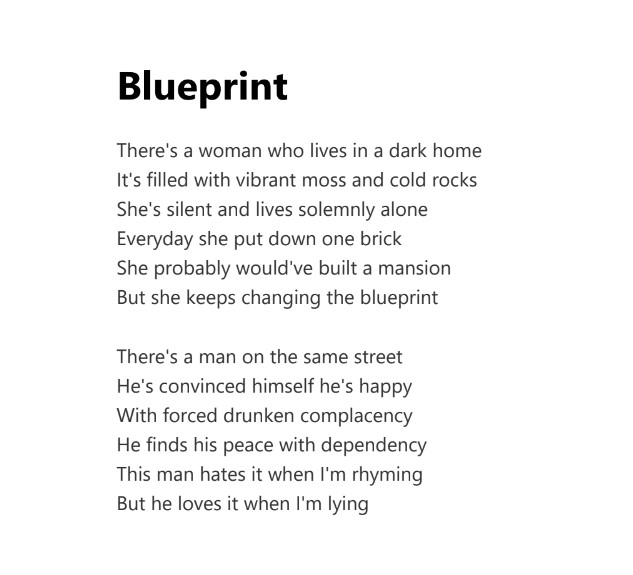 Blueprint
There's a woman who lives in a dark home
It's filled with vibrant moss and cold rocks
She's silent and lives solemnly alone
Everyday she put down one brick
She probably would've built a mansion
But she keeps changing the blueprint
There's a man on the same street
He's convinced himself he's happy
With forced drunken complacency
He finds his peace with dependency
This man hates it when I'm rhyming
But he loves it when I'm lying